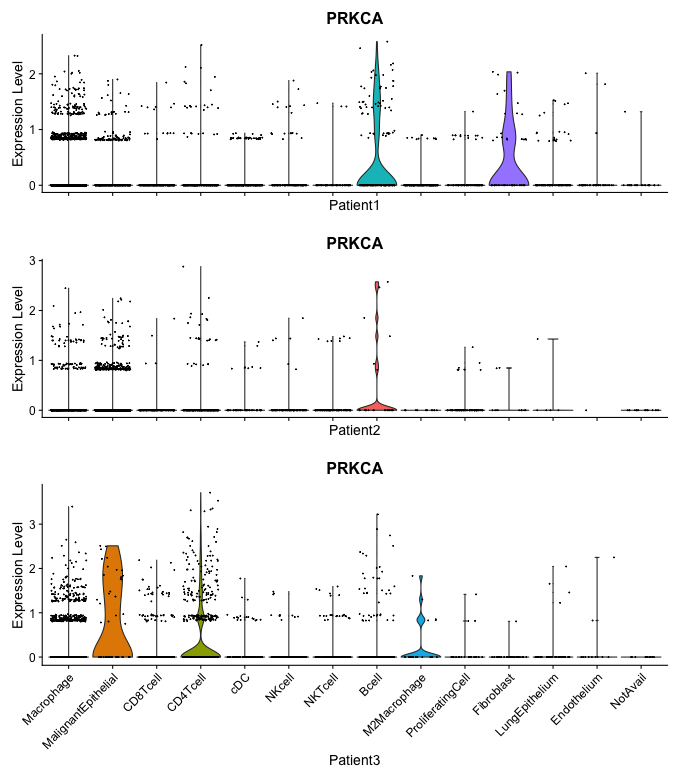 PRKCA
Expression Level
2
1
0
Patient1
PRKCA
Expression Level
3
2
1
0
Patient2
PRKCA
Expression Level
3
2
1
0
Macrophage
MalignantEpithelial
CD8Tcell
CD4Tcell
cDC
NKcell
NKTcell
Bcell
M2Macrophage
ProliferatingCell
Fibroblast
LungEpithelium
Endothelium
NotAvail
Patient3